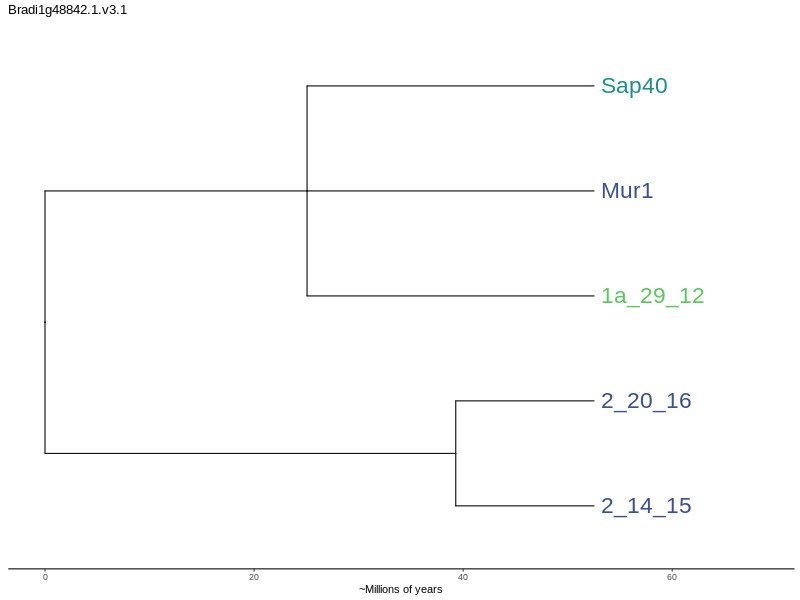 Bradi1g48842.1.v3.1
Sap40
Mur1
1a_29_12
2_20_16
2_14_15
0 20 40 60
~Millions of years